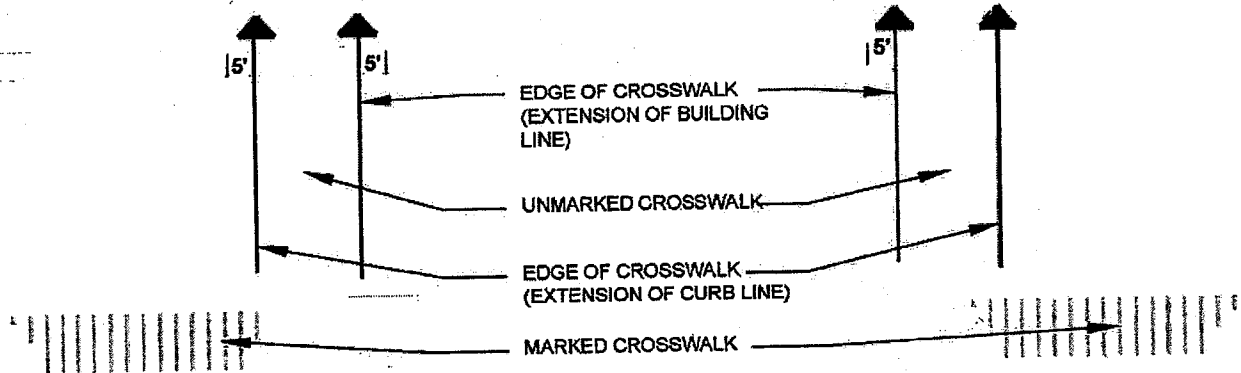 |5' 5'| |5'
EDGE OF CROSSWALK
(EXTENSION OF BUILDING
LINE)
UNMARKED CROSSWALK
EDGE OF CROSSWALK
(EXTENSION OF CURB LINE)
MARKED CROSSWALK